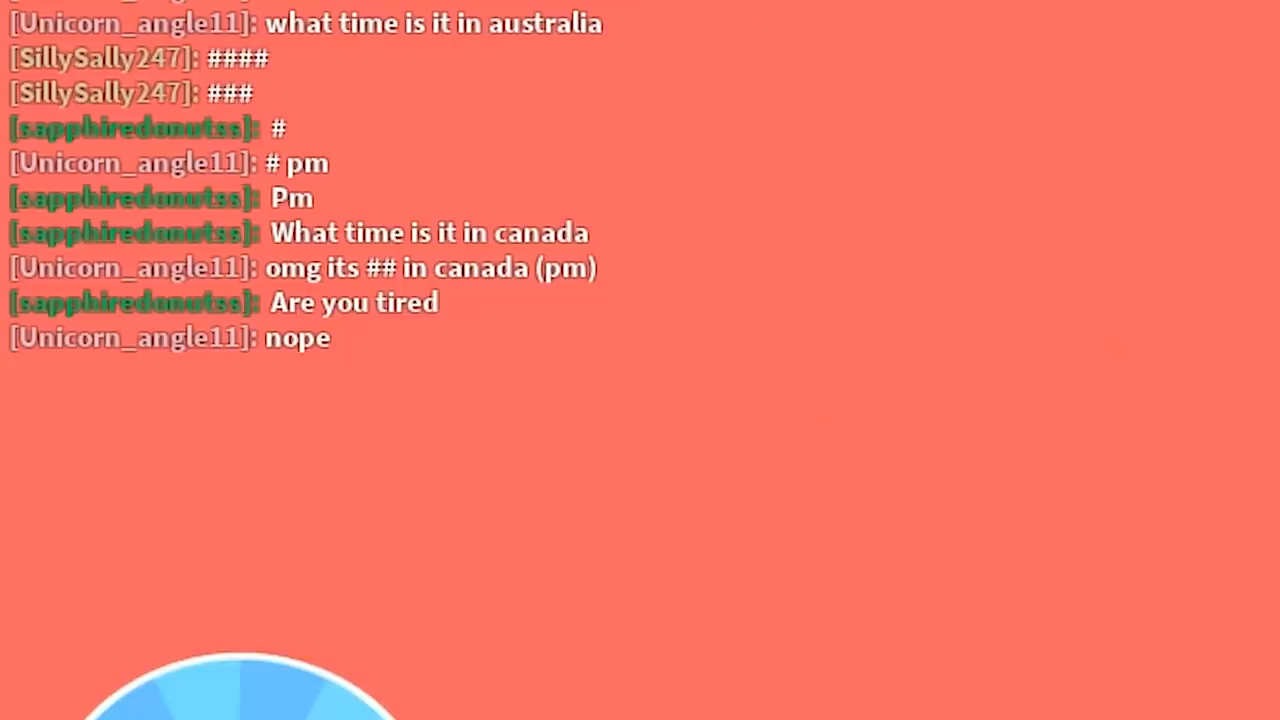 [Unicorn_angle11]: what time is it in australia
[SillySally247]: ####
[SillySally247]: ###
[sapphiredonutss]: #
[Unicorn_angle11]: # pm
[sapphiredonutss]: Pm
[sapphiredonutss]: What time is it in canada
[Unicorn_angle11]: omg its ## in canada (pm)
[sapphiredonutss]: Are you tired
[Unicorn_angle11]: nope